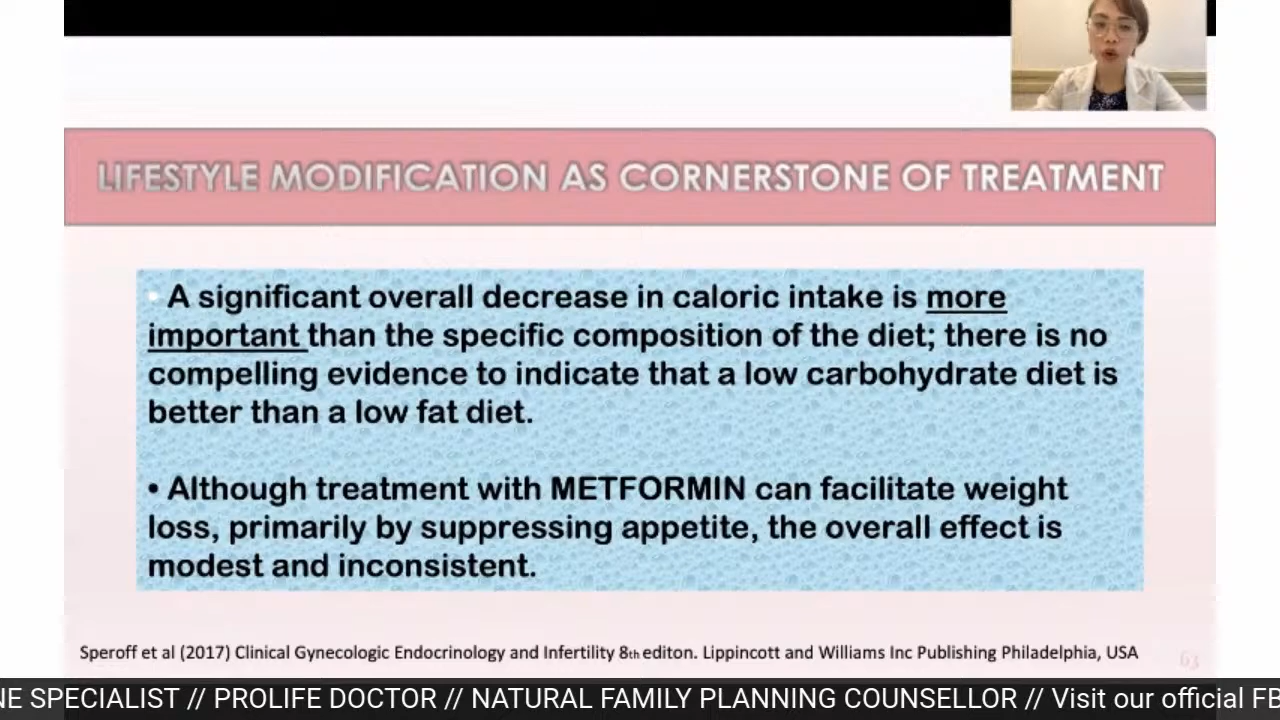 LIFESTYLE MODIFICATION AS CORNERSTONE OF TREATMENT
• A significant overall decrease in caloric intake is more
important than the specific composition of the diet; there is no
compelling evidence to indicate that a low carbohydrate diet is
better than a low fat diet.
• Although treatment with METFORMIN can facilitate weight
loss, primarily by suppressing appetite, the overall effect is
modest and inconsistent.
Speroff et al (2017) Clinical Gynecologic Endocrinology and Infertility 8th editon. Lippincott and Williams Inc Publishing Philadelphia, USA
63
NE SPECIALIST // PROLIFE DOCTOR // NATURAL FAMILY PLANNING COUNSELLOR // Visit our official FB